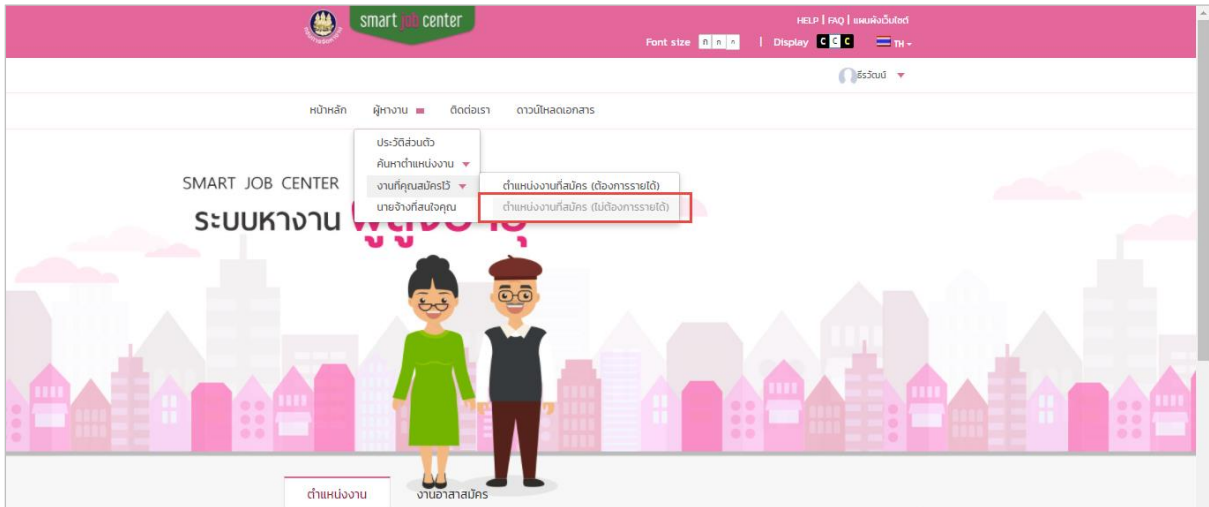 smart job center
HELP | FAQ | แผนผังเว็บไซต์
Font size ก ก ก | Display C C C TH
ธีรวัฒน์
หน้าหลัก ผู้หางาน ติดต่อเรา ดาวน์โหลดเอกสาร
ประวัติส่วนตัว
ค้นหาตำแหน่งงาน
งานที่คุณสมัครไว้ ตำแหน่งงานที่สมัคร (ต้องการรายได้)
นายจ้างที่สนใจคุณ ตำแหน่งงานที่สมัคร (ไม่ต้องการรายได้)
SMART JOB CENTER
ระบบหางาน ผู้สูงอายุ
ตำแหน่งงาน งานอาสาสมัคร